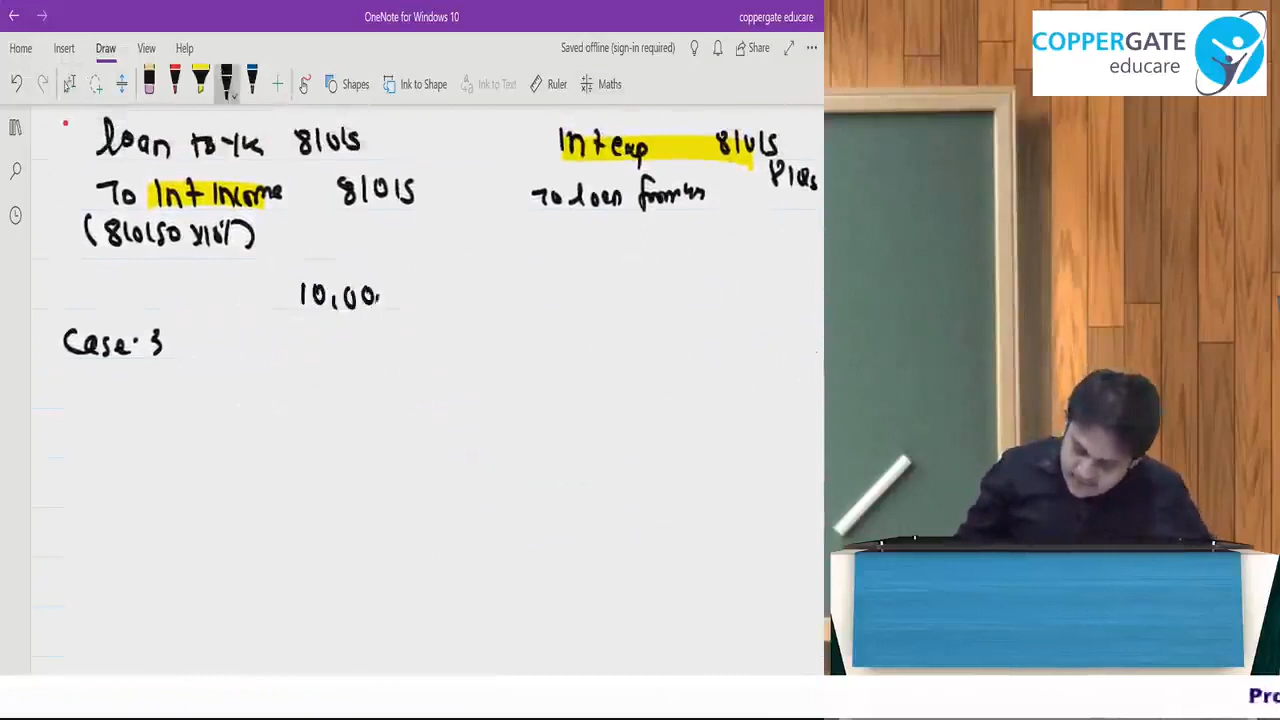 OneNote for Windows 10
coppergate educare
Home Insert Draw View Help
Saved offline (sign-in required)
Share
Shapes
Ink to Shape
Ink to Text
Ruler
Maths
COPPERGATE
educare
loan to 81015
To Int Income 81015
(810150 x10%)
Int exp 81015
To loan from 81015
10,00
Case. 3
Pro